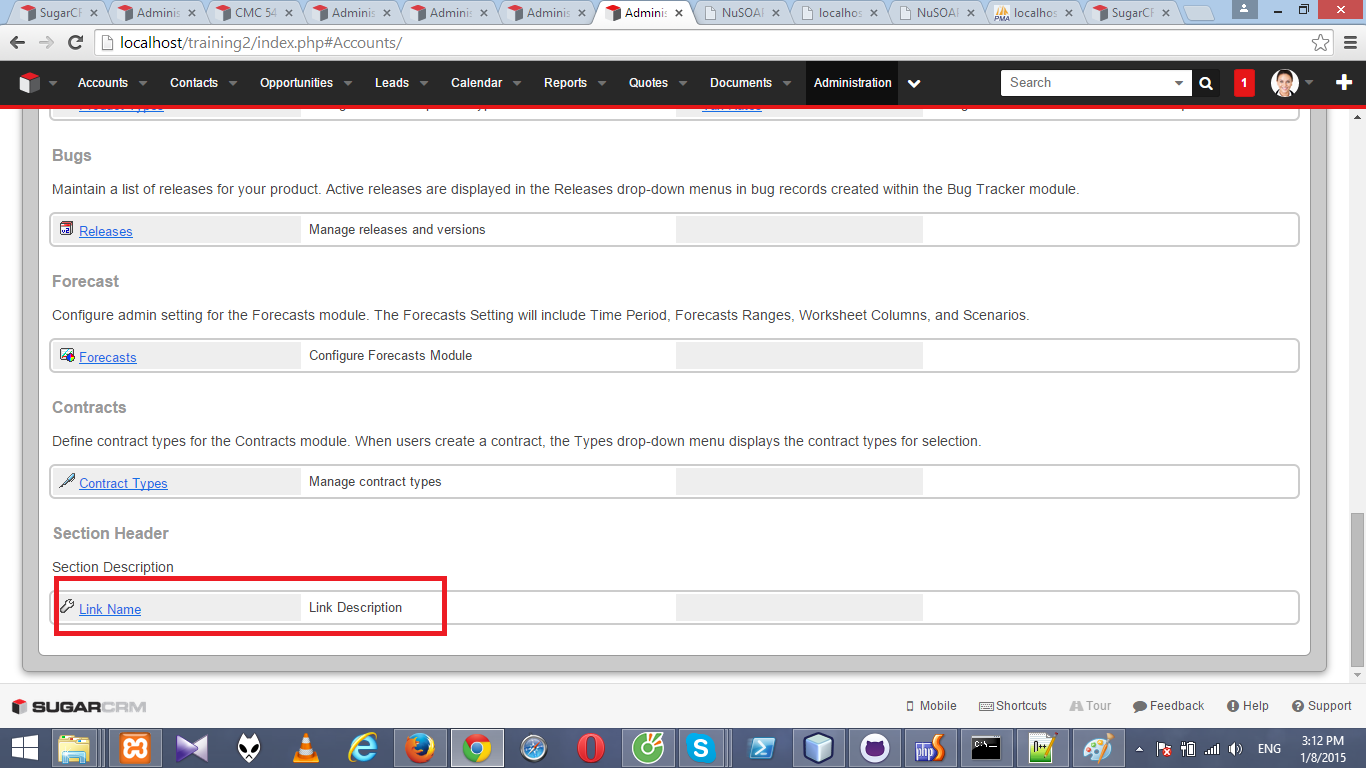 SugarCF
Adminis
CMC 54
Adminis
Adminis
Adminis
Adminis
NuSOAP
localhos
NuSOAP
localhos
SugarCF
localhost/training2/index.php#Accounts/
Accounts Contacts Opportunities Leads Calendar Reports Quotes Documents Administration Search 1
Bugs
Maintain a list of releases for your product. Active releases are displayed in the Releases drop-down menus in bug records created within the Bug Tracker module.
Releases Manage releases and versions
Forecast
Configure admin setting for the Forecasts module. The Forecasts Setting will include Time Period, Forecasts Ranges, Worksheet Columns, and Scenarios.
Forecasts Configure Forecasts Module
Contracts
Define contract types for the Contracts module. When users create a contract, the Types drop-down menu displays the contract types for selection.
Contract Types Manage contract types
Section Header
Section Description
Link Name Link Description
SUGARCRM Mobile Shortcuts Tour Feedback Help Support
ENG
3:12 PM
1/8/2015